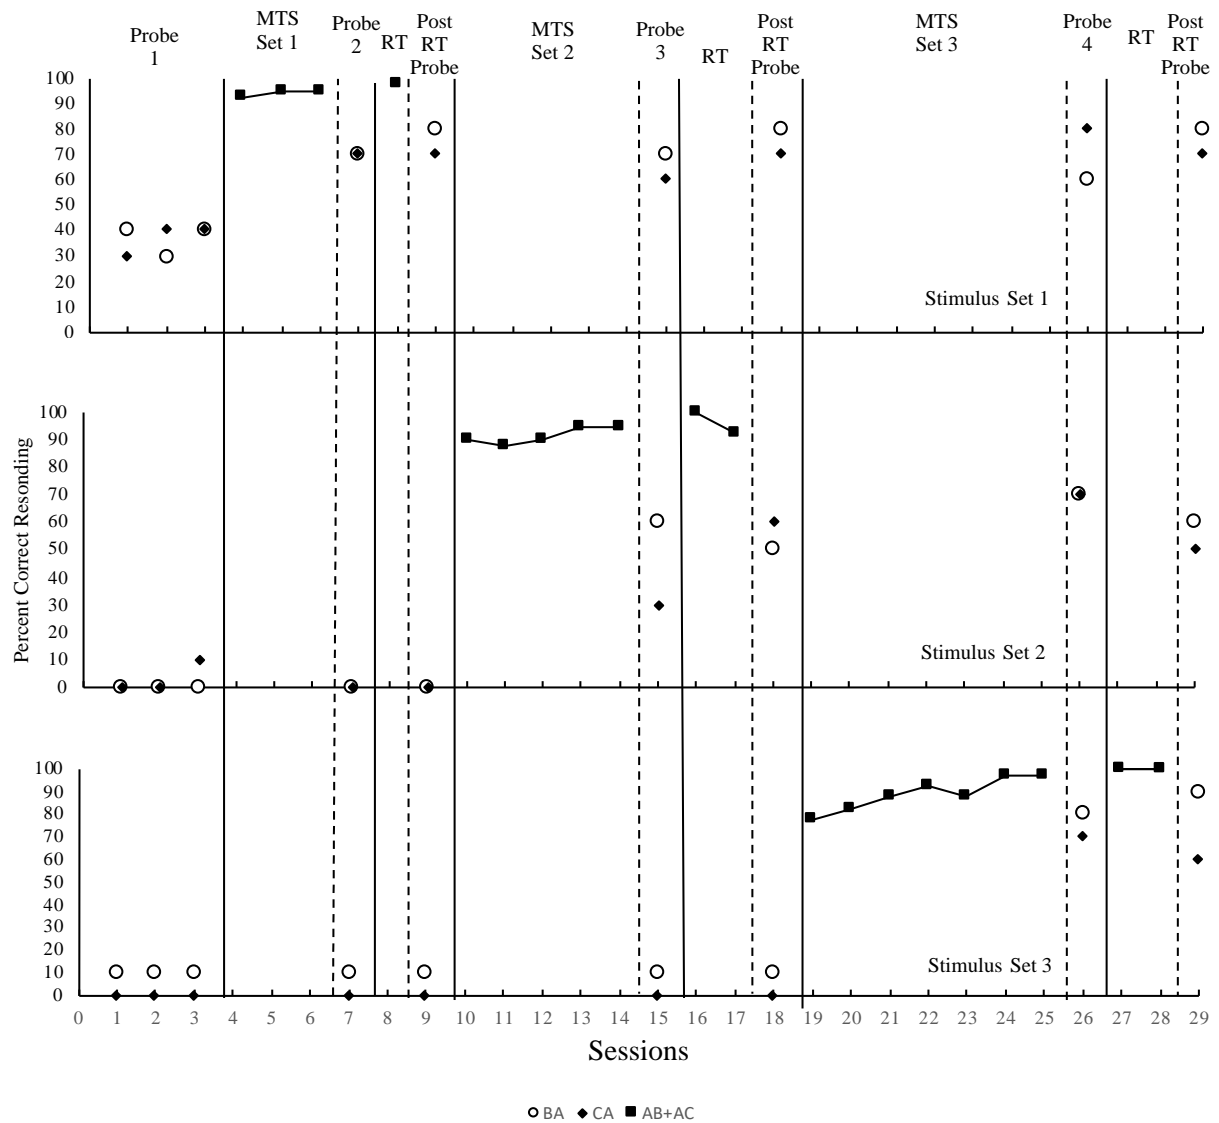 Probe
1
MTS
Set 1
Probe
2
RT
Post
RT
Probe
MTS
Set 2
Probe
3
RT
Post
RT
Probe
MTS
Set 3
Probe
4
RT
Post
RT
Probe
100
90
80
70
60
50
40
30
20
10
0
Stimulus Set 1
Percent Correct Resonding
100
90
80
70
60
50
40
30
20
10
0
Stimulus Set 2
100
90
80
70
60
50
40
30
20
10
0
Stimulus Set 3
0 1 2 3 4 5 6 7 8 9 10 11 12 13 14 15 16 17 18 19 20 21 22 23 24 25 26 27 28 29
Sessions
BA CA AB+AC